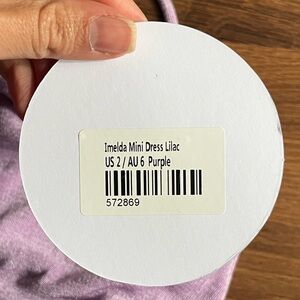 Imelda Mini Dress Lilac
US 2 / AU 6 Purple
572869